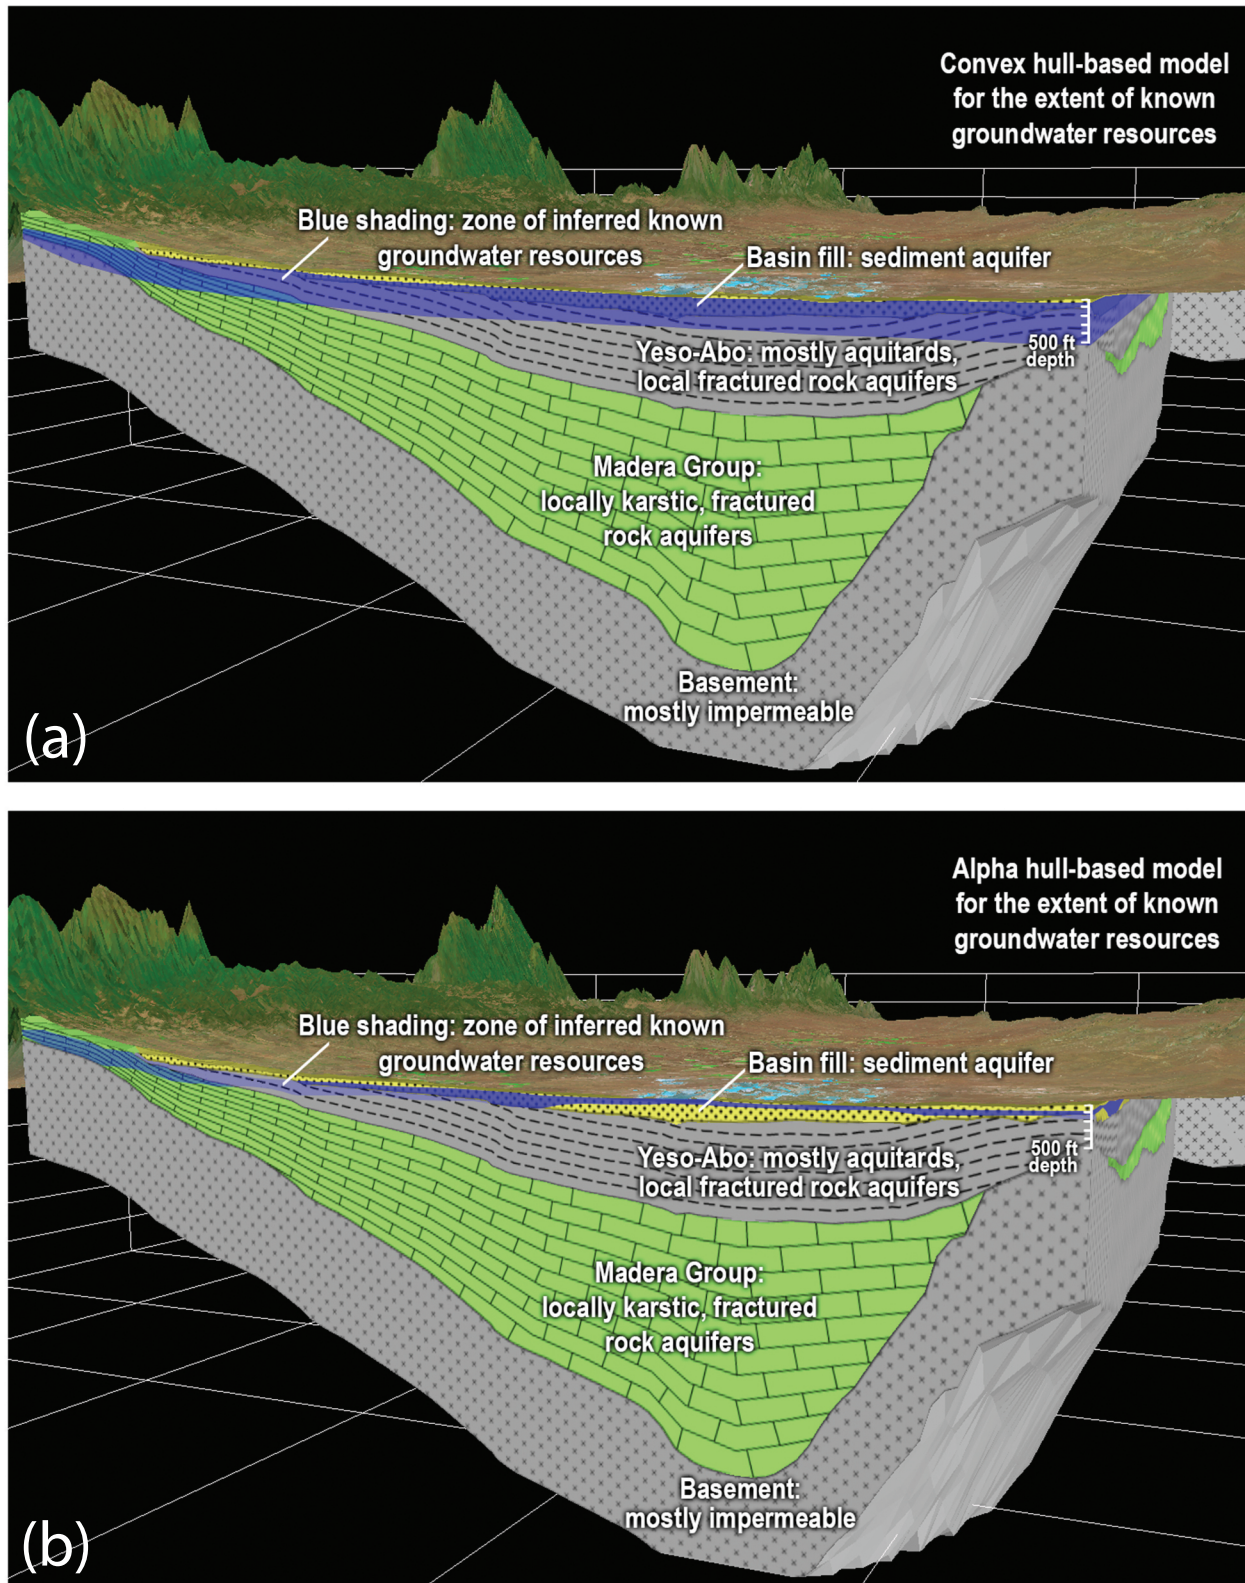 Convex hull-based model
for the extent of known
groundwater resources
Blue shading: zone of inferred known
groundwater resources
Basin fill: sediment aquifer
500 ft
depth
Yeso-Abo: mostly aquitards,
local fractured rock aquifers
Madera Group:
locally karstic, fractured
rock aquifers
Basement:
mostly impermeable
(a)
Alpha hull-based model
for the extent of known
groundwater resources
Blue shading: zone of inferred known
groundwater resources
Basin fill: sediment aquifer
500 ft
depth
Yeso-Abo: mostly aquitards,
local fractured rock aquifers
Madera Group:
locally karstic, fractured
rock aquifers
Basement:
mostly impermeable
(b)